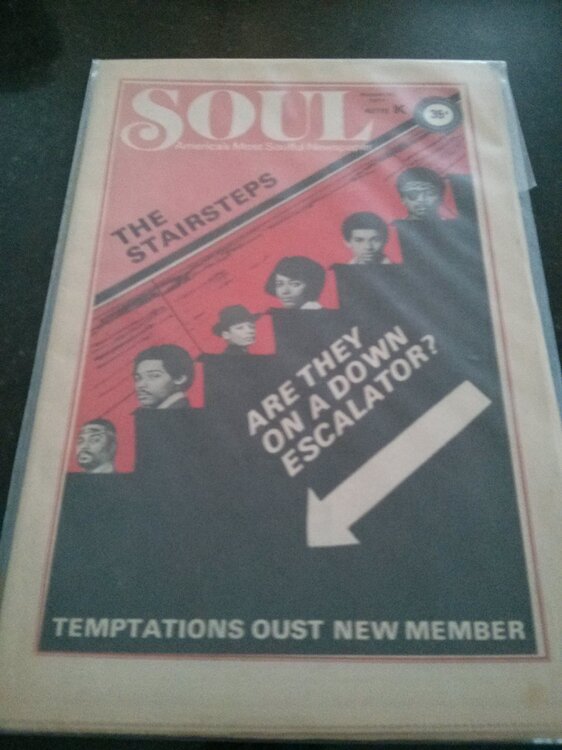 SOUL
America's Most Soulful Newspaper
K
35¢
THE
STAIRSTEPS
ARE THEY
ON A DOWN
ESCALATOR?
TEMPTATIONS OUST NEW MEMBER